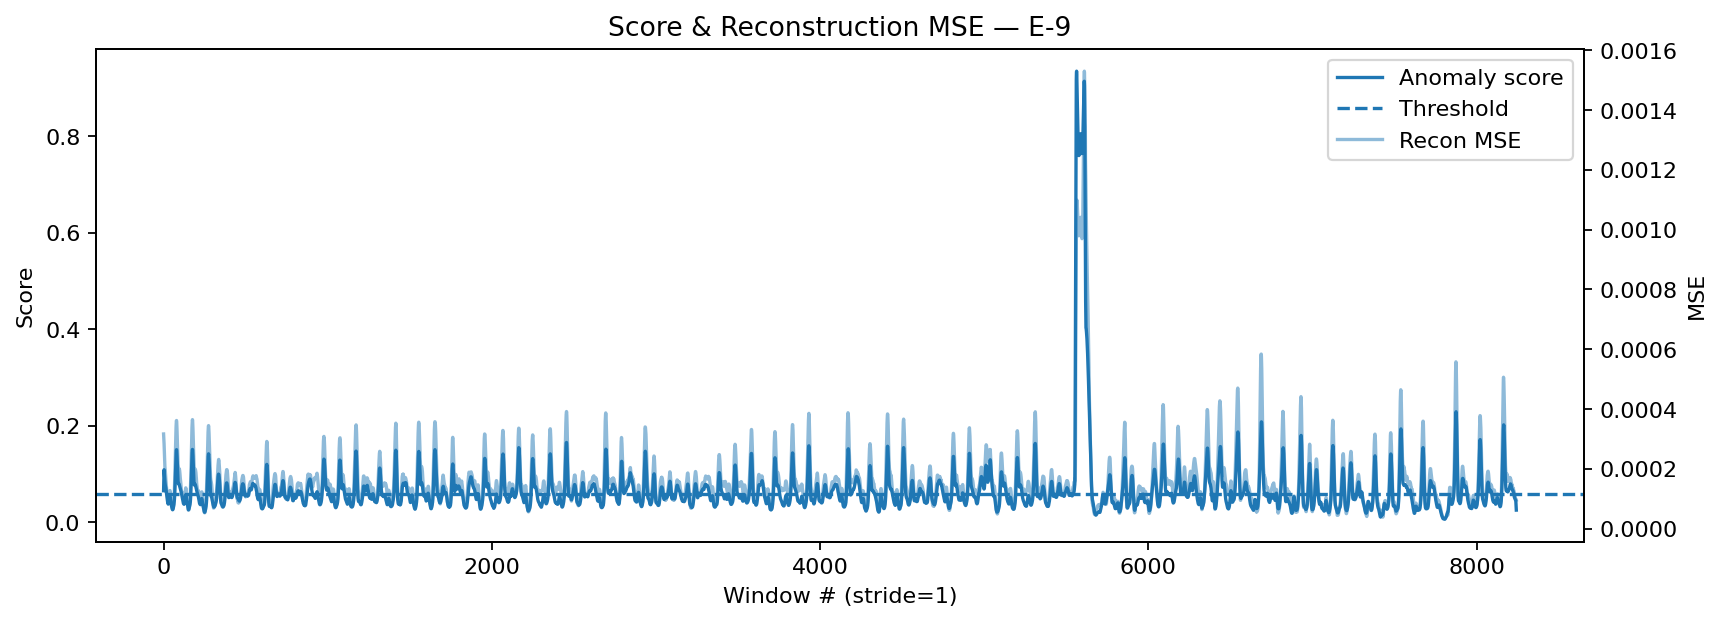 Score & Reconstruction MSE — E-9
Anomaly score
Threshold
Recon MSE
Score
0.8
0.6
0.4
0.2
0.0
0.0016
0.0014
0.0012
0.0010
0.0008
0.0006
0.0004
0.0002
0.0000
MSE
0
2000
4000
6000
8000
Window # (stride=1)